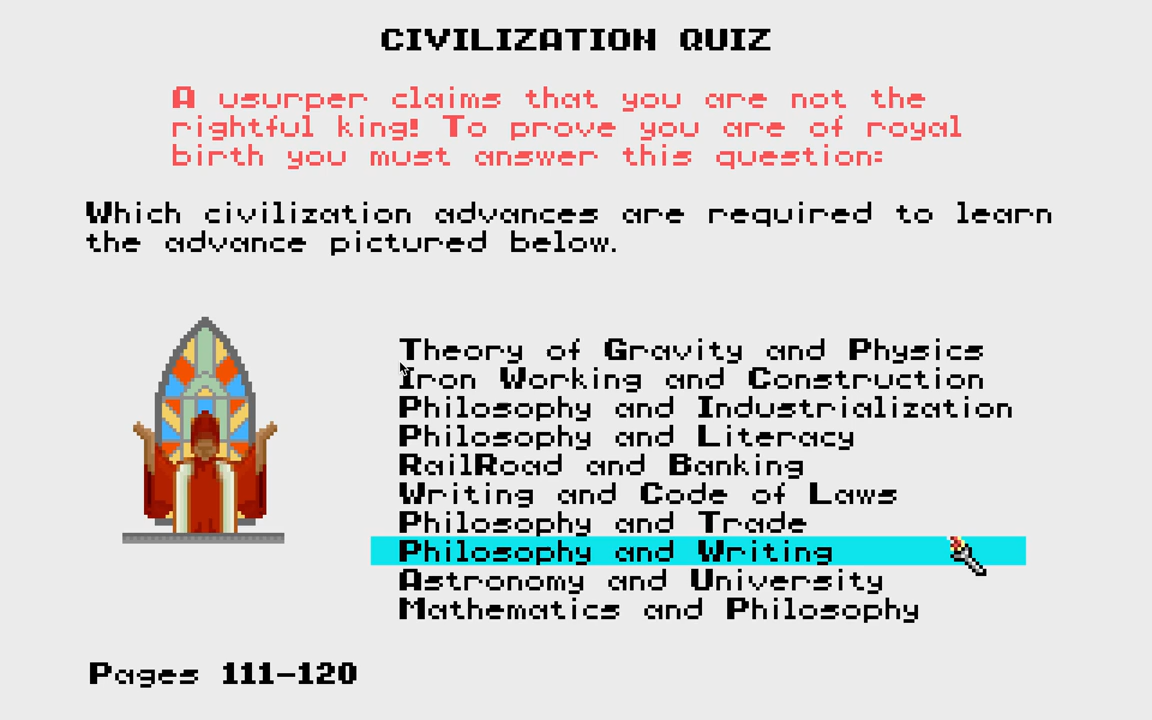 CIVILIZATION QUIZ
A usurper claims that you are not the
rightful king! To prove you are of royal
birth you must answer this question:
Which civilization advances are required to learn
the advance pictured below.
Theory of Gravity and Physics
Iron Working and Construction
Philosophy and Industrialization
Philosophy and Literacy
RailRoad and Banking
Writing and Code of Laws
Philosophy and Trade
Philosophy and Writing
Astronomy and University
Mathematics and Philosophy
Pages 111-120